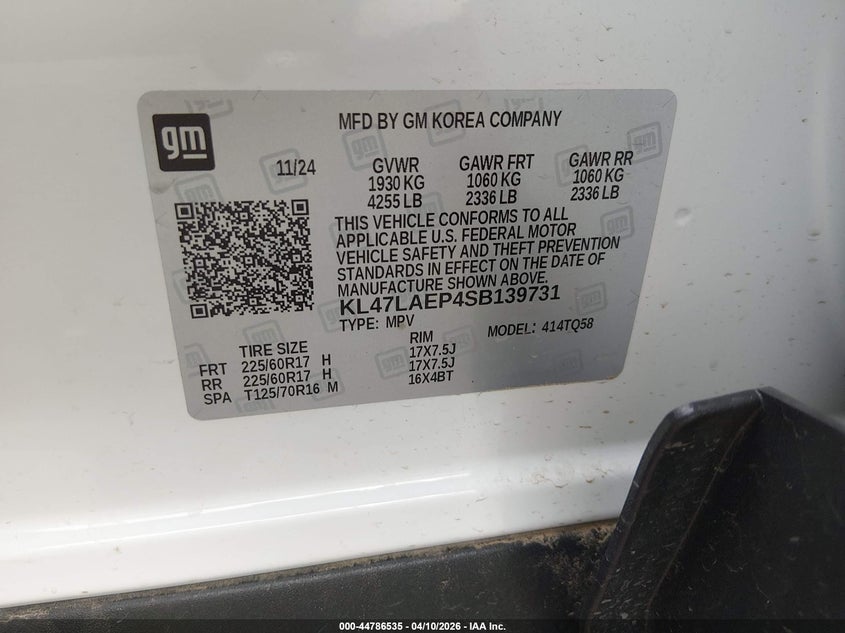 gm
MFD BY GM KOREA COMPANY
11/24
GVWR GAWR FRT GAWR RR
1930 KG 1060 KG 1060 KG
4255 LB 2336 LB 2336 LB
THIS VEHICLE CONFORMS TO ALL
APPLICABLE U.S. FEDERAL MOTOR
VEHICLE SAFETY AND THEFT PREVENTION
STANDARDS IN EFFECT ON THE DATE OF
MANUFACTURE SHOWN ABOVE.
KL47LAEP4SB139731
TYPE: MPV MODEL: 414TQ58
TIRE SIZE RIM
FRT 225/60R17 H 17X7.5J
RR 225/60R17 H 17X7.5J
SPA T125/70R16 M 16X4BT
000-44786535 - 04/10/2026 - IAA Inc.